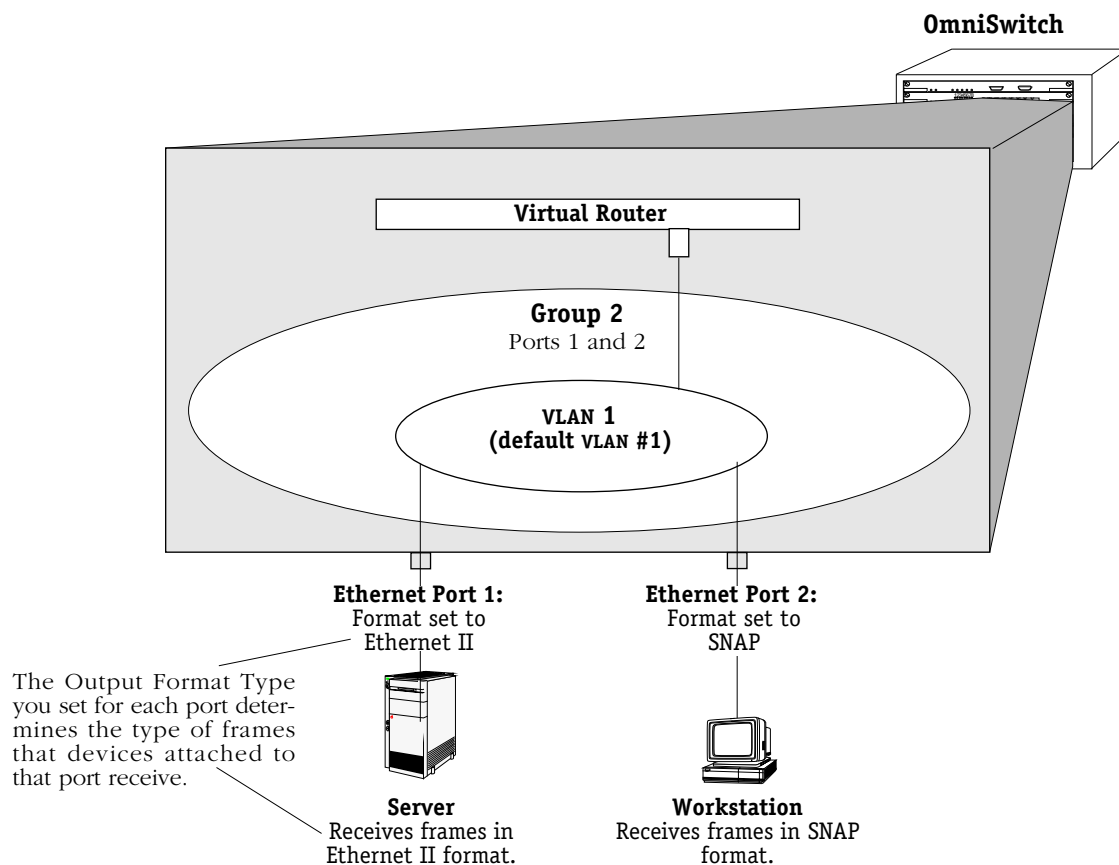 OmniSwitch
Virtual Router
Group 2
Ports 1 and 2
VLAN 1
(default VLAN #1)
Ethernet Port 1:
Format set to
Ethernet II
Ethernet Port 2:
Format set to
SNAP
The Output Format Type
you set for each port deter-
mines the type of frames
that devices attached to
that port receive.
Server
Receives frames in
Ethernet II format.
Workstation
Receives frames in SNAP
format.